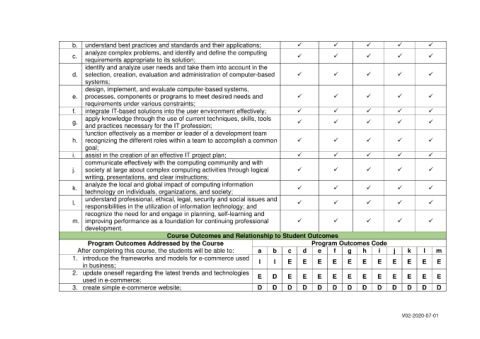 b. understand best practices and standards and their applications; ✓ ✓ ✓ ✓ ✓
c. analyze complex problems, and identify and define the computing
requirements appropriate to its solution; ✓ ✓ ✓ ✓ ✓
d. identify and analyze user needs and take them into account in the
selection, creation, evaluation and administration of computer-based
systems; ✓ ✓ ✓ ✓ ✓
e. design, implement, and evaluate computer-based systems,
processes, components or programs to meet desired needs and
requirements under various constraints; ✓ ✓ ✓ ✓ ✓
f. integrate IT-based solutions into the user environment effectively; ✓ ✓ ✓ ✓ ✓
g. apply knowledge through the use of current techniques, skills, tools
and practices necessary for the IT profession; ✓ ✓ ✓ ✓ ✓
h. function effectively as a member or leader of a development team
recognizing the different roles within a team to accomplish a common
goal; ✓ ✓ ✓ ✓ ✓
i. assist in the creation of an effective IT project plan; ✓ ✓ ✓ ✓ ✓
j. communicate effectively with the computing community and with
society at large about complex computing activities through logical
writing, presentations, and clear instructions; ✓ ✓ ✓ ✓ ✓
k. analyze the local and global impact of computing information
technology on individuals, organizations, and society; ✓ ✓ ✓ ✓ ✓
l. understand professional, ethical, legal, security and social issues and
responsibilities in the utilization of information technology; and ✓ ✓ ✓ ✓ ✓
m. recognize the need for and engage in planning, self-learning and
improving performance as a foundation for continuing professional
development. ✓ ✓ ✓ ✓ ✓
Course Outcomes and Relationship to Student Outcomes
Program Outcomes Addressed by the Course Program Outcomes Code
After completing this course, the students will be able to: a b c d e f g h i j k l m
1. introduce the frameworks and models for e-commerce used
in business; I I E E E E E E E E E E E
2. update oneself regarding the latest trends and technologies
used in e-commerce; E D E E E E E E E E E E E
3. create simple e-commerce website; D D D D D D D D D D D D D
V02-2020-07-01